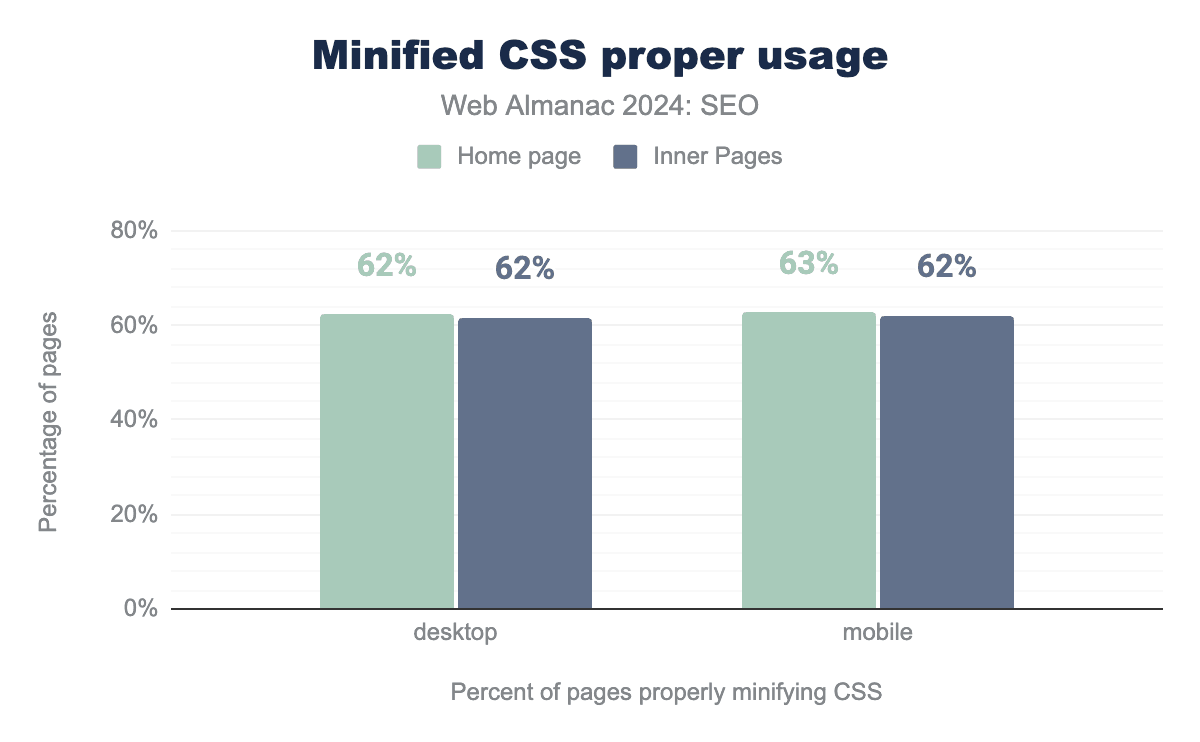 Minified CSS proper usage
Web Almanac 2024: SEO
Home page Inner Pages
80%
62% 62% 63% 62%
60%
40%
20%
0%
Percentage of pages
desktop mobile
Percent of pages properly minifying CSS